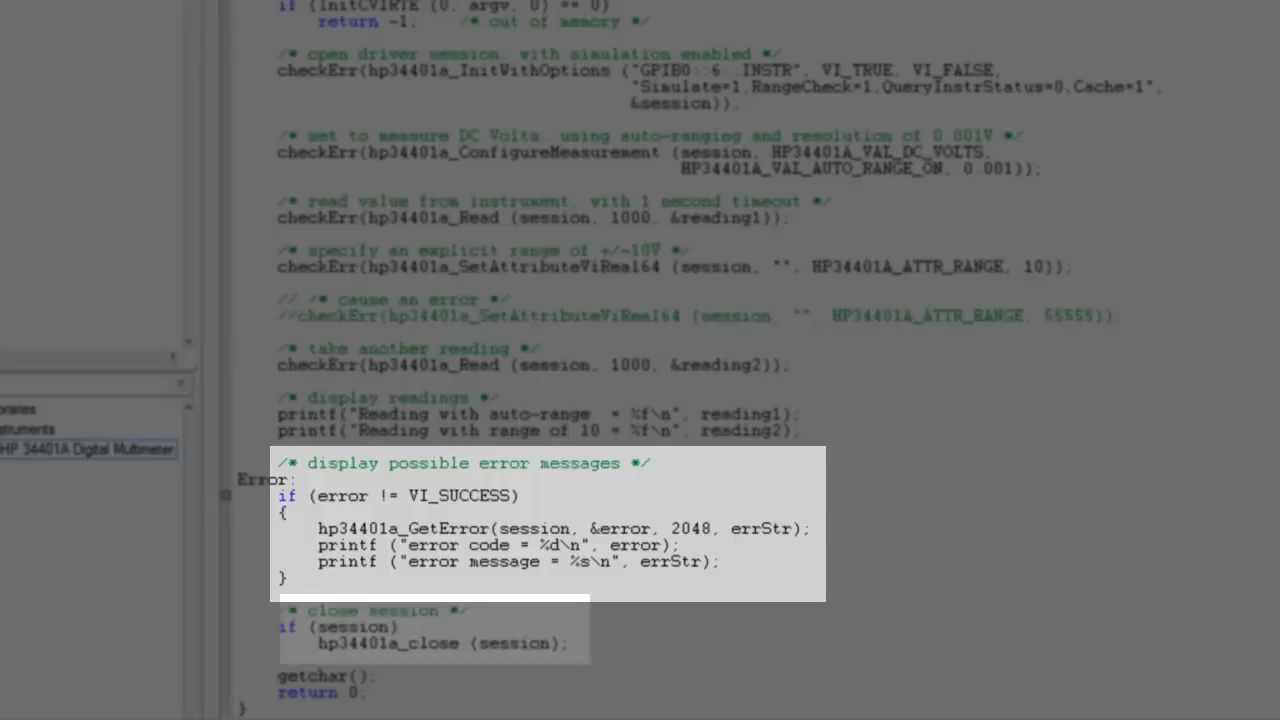 if (InitCVIRTE (0, argv, 0) == 0)
return -1; /* out of memory */
/* open driver session, with simulation enabled */
checkErr(hp34401a_InitWithOptions ("GPIB0::6::INSTR", VI_TRUE, VI_FALSE,
"Simulate=1,RangeCheck=1,QueryInstrStatus=0,Cache=1",
&session));
/* set to measure DC Volts, using auto-ranging and resolution of 0.001V */
checkErr(hp34401a_ConfigureMeasurement (session, HP34401A_VAL_DC_VOLTS,
HP34401A_VAL_AUTO_RANGE_ON, 0.001));
/* read value from instrument, with 1 second timeout */
checkErr(hp34401a_Read (session, 1000, &reading1));
/* specify an explicit range of +/-10V */
checkErr(hp34401a_SetAttributeViReal64 (session, "", HP34401A_ATTR_RANGE, 10));
// /* cause an error */
//checkErr(hp34401a_SetAttributeViReal64 (session, "", HP34401A_ATTR_RANGE, 55555))
/* take another reading */
checkErr(hp34401a_Read (session, 1000, &reading2));
/* display readings */
printf("Reading with auto-range = %f\n", reading1);
printf("Reading with range of 10 = %f\n", reading2);
/* display possible error messages */
Error:
if (error != VI_SUCCESS)
{
hp34401a_GetError(session, &error, 2048, errStr);
printf ("error code = %d\n", error);
printf ("error message = %s\n", errStr);
}
/* close session */
if (session)
hp34401a_close (session);
getchar();
return 0;
}
HP 34401A Digital Multimeter